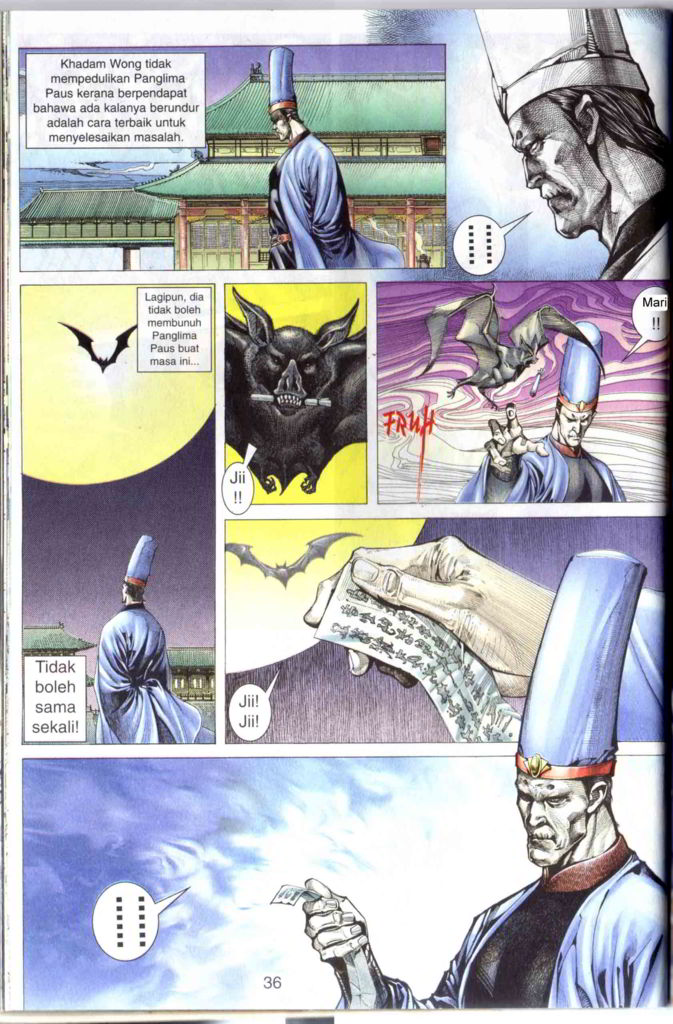 Khadam Wong tidak
mempedulikan Panglima
Paus kerana berpendapat
bahawa ada kalanya berundur
adalah cara terbaik untuk
menyelesaikan masalah.
Lagipun, dia
tidak boleh
membunuh
Panglima
Paus buat
masa ini...
Tidak
boleh
sama
sekali!
Jii
!!
Mari
!!
FRUH
Jii!
Jii!
36